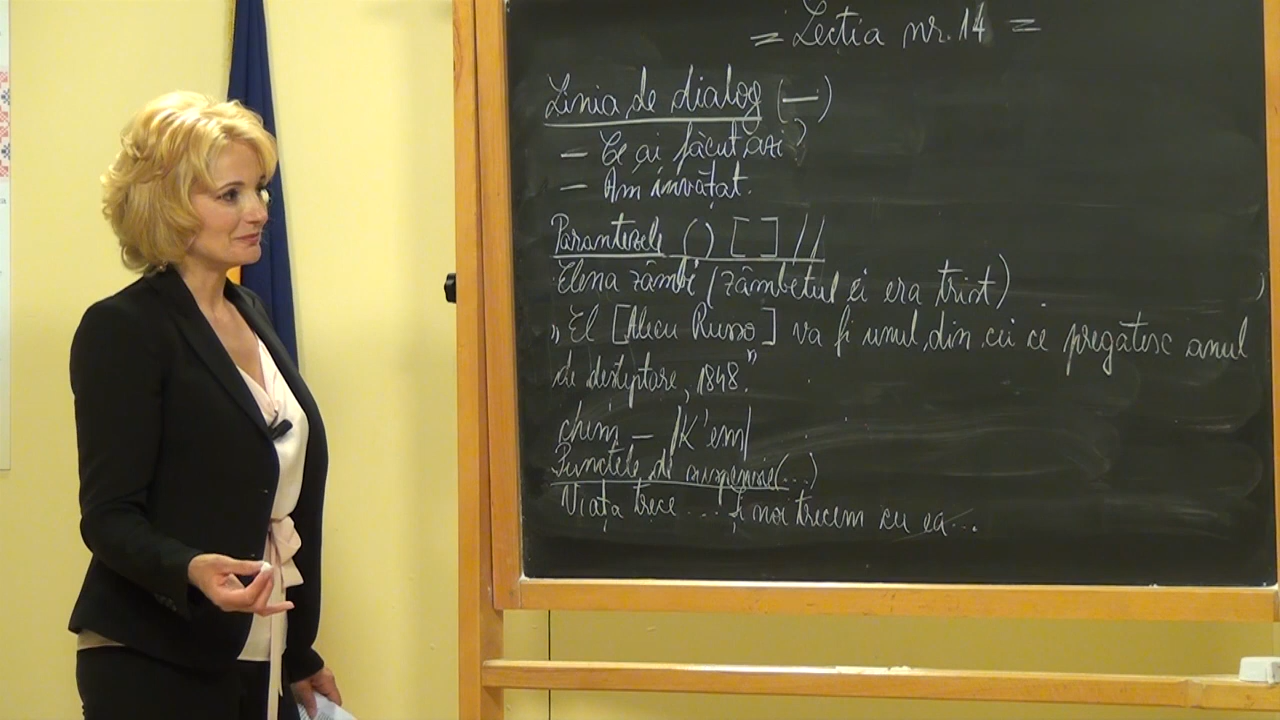 = Lectia nr. 14 =
Linia de dialog (—)
— Ce ai făcut azi?
— Am învățat.
Parantezele ( ) [ ] / /
Elena zâmbi (zâmbetul ei era trist)
„El [Alecu Russo] va fi unul din cei ce pregătesc anul
de deșteptare, 1848."
chem — /K'em/
Punctele de suspensie (...)
Viața trece .... și noi trecem cu ea...